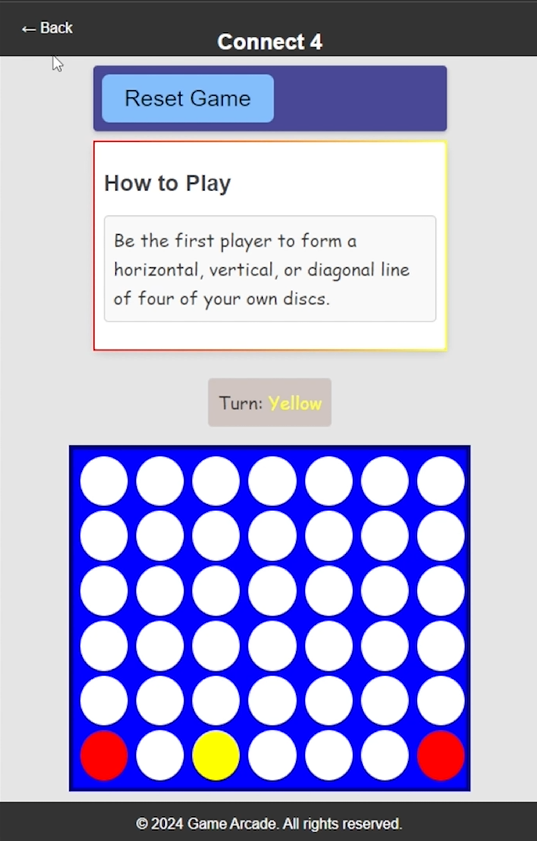 ← Back
Connect 4
Reset Game
How to Play
Be the first player to form a
horizontal, vertical, or diagonal line
of four of your own discs.
Turn: Yellow
© 2024 Game Arcade. All rights reserved.